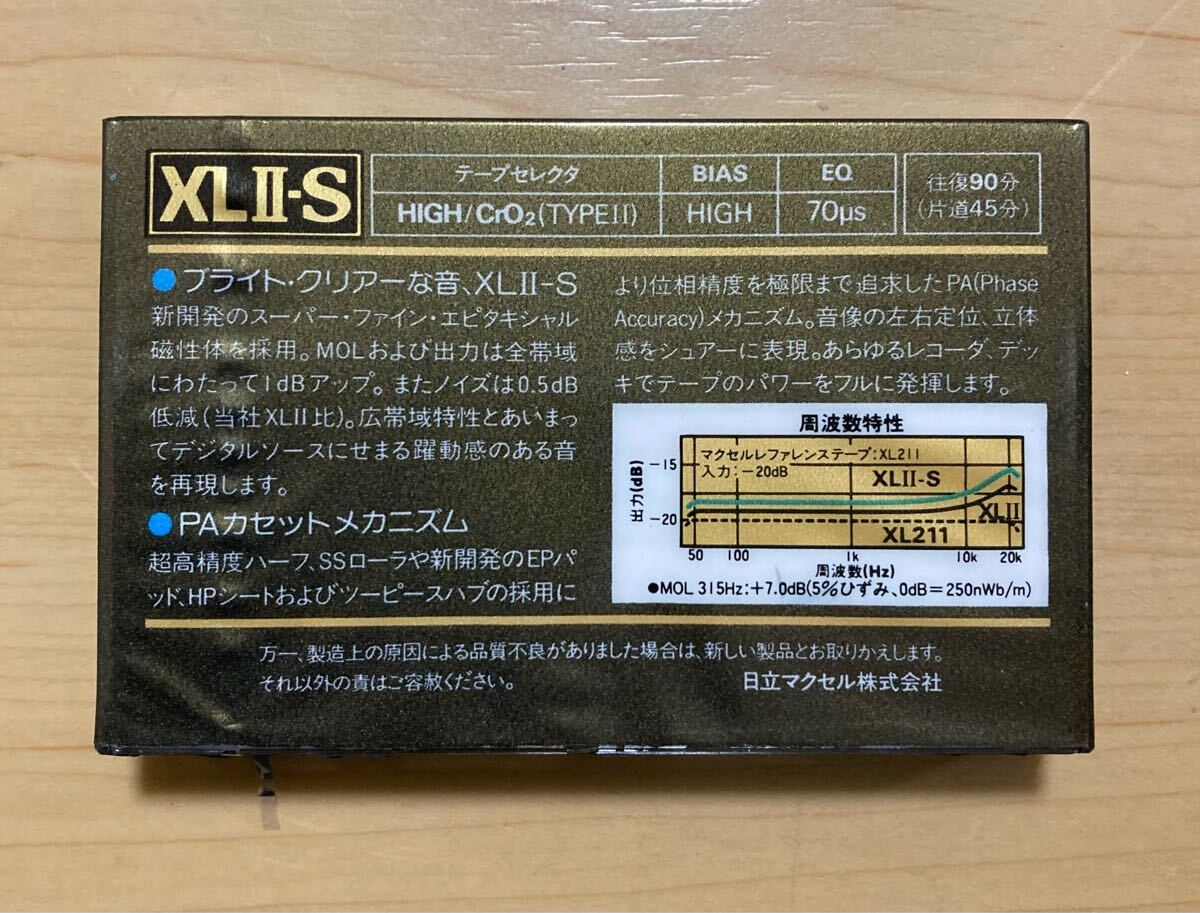 XLII-S
テープセレクタ
HIGH/CrO₂(TYPEII)
BIAS
HIGH
EQ
70μs
往復90分
(片道45分)
●ブライト・クリアーな音、XLII-S
新開発のスーパー・ファイン・エピタキシャル
磁性体を採用。MOLおよび出力は全帯域
にわたって1dBアップ。またノイズは0.5dB
低減(当社XLII比)。広帯域特性とあいまっ
てデジタルソースにせまる躍動感のある音
を再現します。
●PAカセットメカニズム
超高精度ハーフ、SSローラや新開発のEPパ
ッド、HPシートおよびツーピースハブの採用に
より位相精度を極限まで追求したPA(Phase
Accuracy)メカニズム。音像の左右定位、立体
感をシュアーに表現。あらゆるレコーダ、デッ
キでテープのパワーをフルに発揮します。
周波数特性
マクセルレファレンステープ:XL211
入力:-20dB
出力(dB)
-15
-20
XLII-S
XLII
XL211
50 100 1k 10k 20k
周波数(Hz)
●MOL 315Hz:+7.0dB(5%ひずみ、0dB=250nWb/m)
万一、製造上の原因による品質不良がありました場合は、新しい製品とお取りかえします。
それ以外の責はご容赦ください。
日立マクセル株式会社